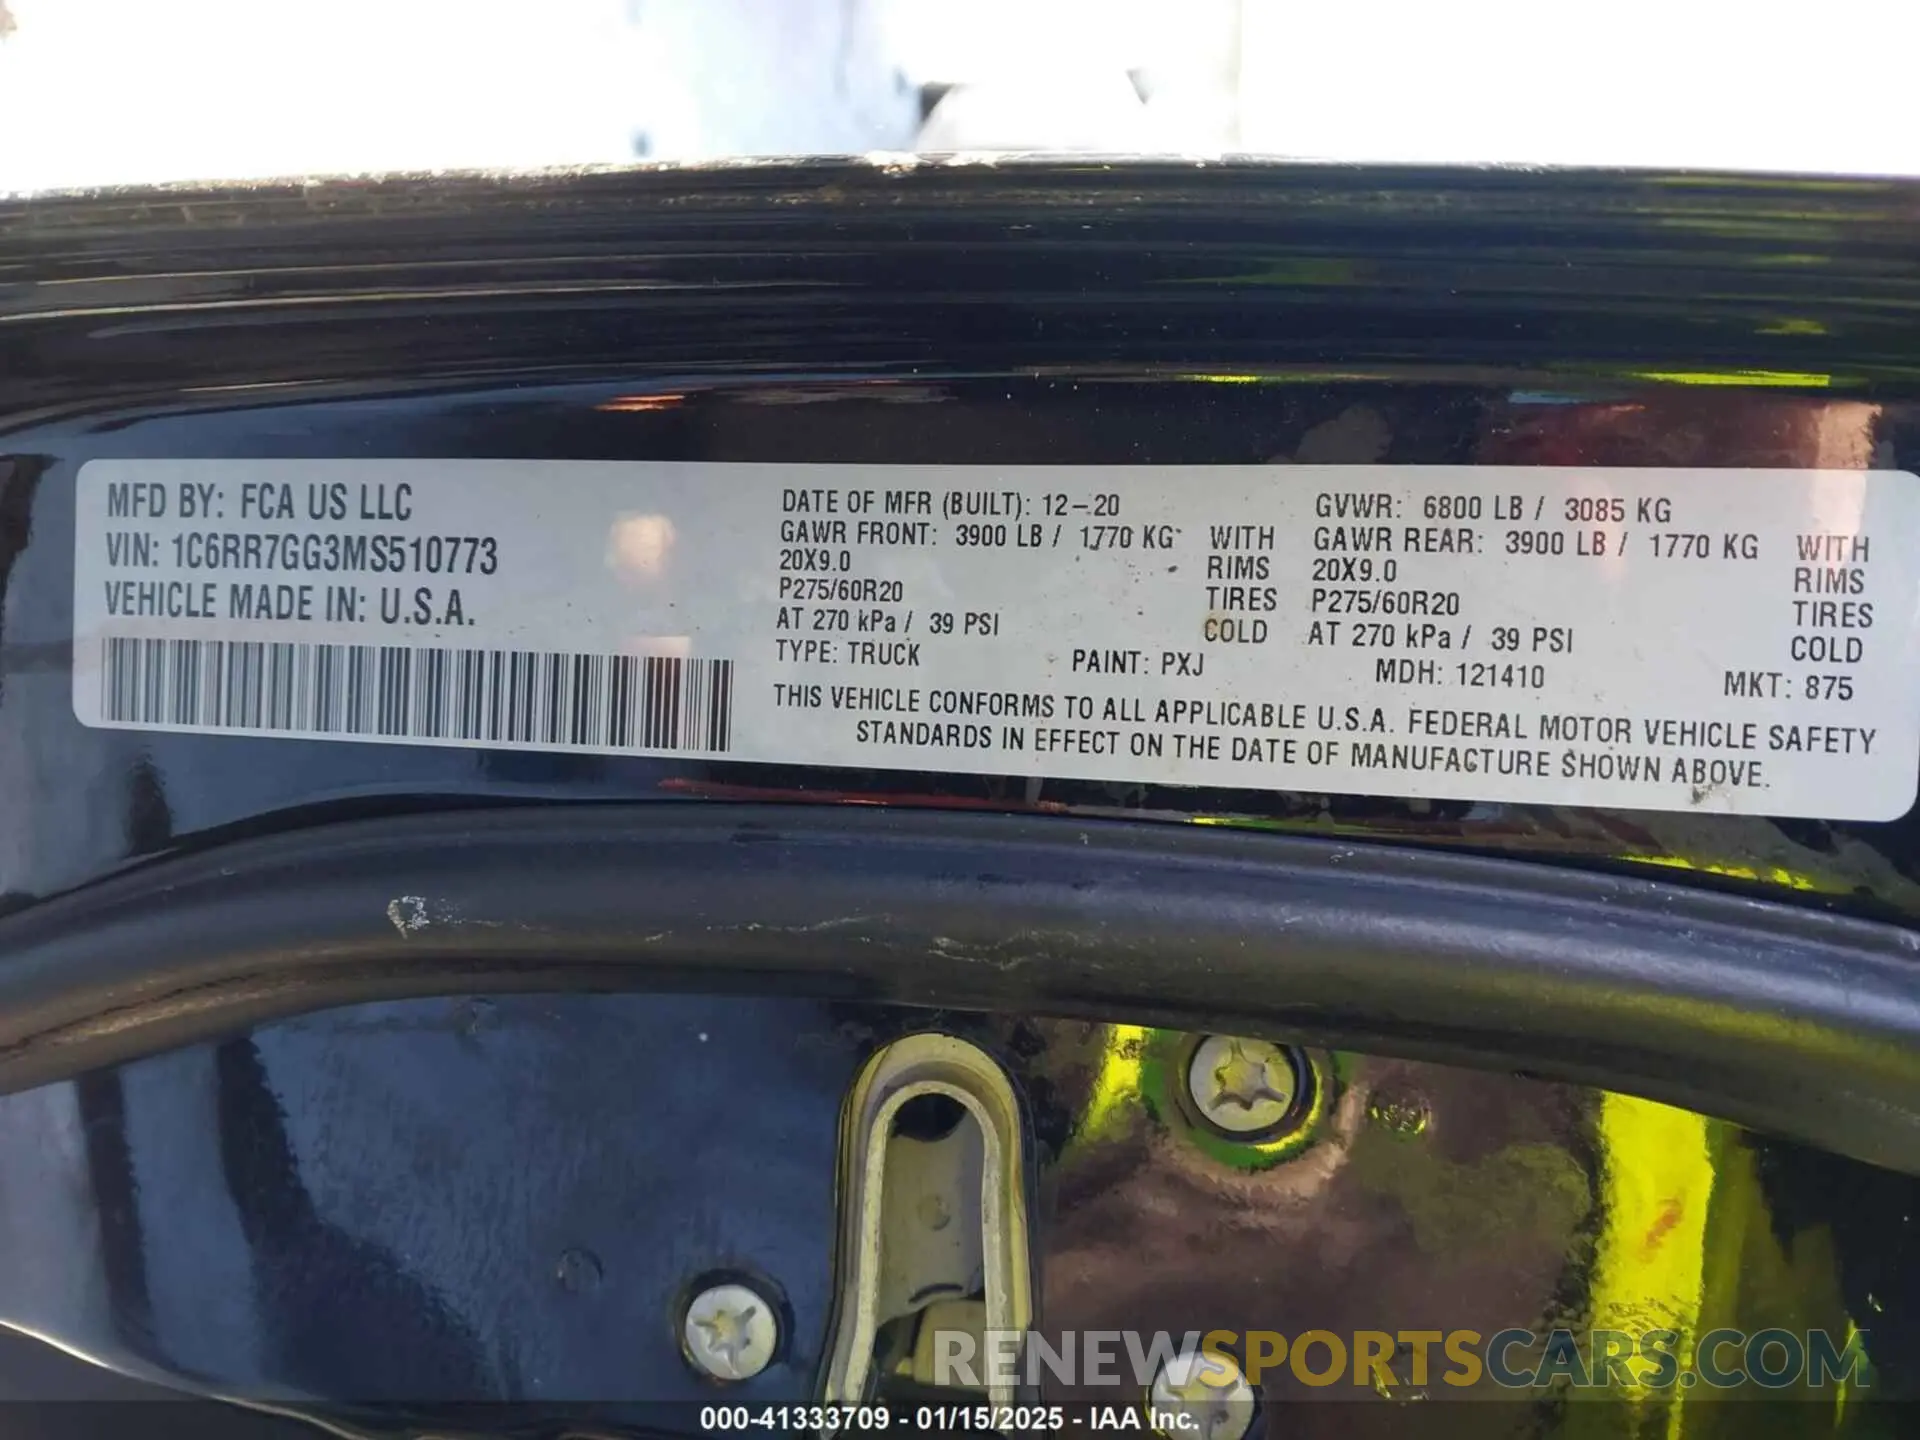 MFD BY: FCA US LLC
VIN: 1C6RR7GG3MS510773
VEHICLE MADE IN: U.S.A.
DATE OF MFR (BUILT): 12-20
GVWR: 6800 LB / 3085 KG
GAWR FRONT: 3900 LB / 1770 KG WITH
20X9.0 RIMS
P275/60R20 TIRES
AT 270 kPa / 39 PSI COLD
GAWR REAR: 3900 LB / 1770 KG WITH
20X9.0 RIMS
P275/60R20 TIRES
AT 270 kPa / 39 PSI COLD
TYPE: TRUCK PAINT: PXJ MDH: 121410 MKT: 875
THIS VEHICLE CONFORMS TO ALL APPLICABLE U.S.A. FEDERAL MOTOR VEHICLE SAFETY
STANDARDS IN EFFECT ON THE DATE OF MANUFACTURE SHOWN ABOVE.
RENEWSPORTSCARS.COM
000-41333709 - 01/15/2025 - IAA Inc.